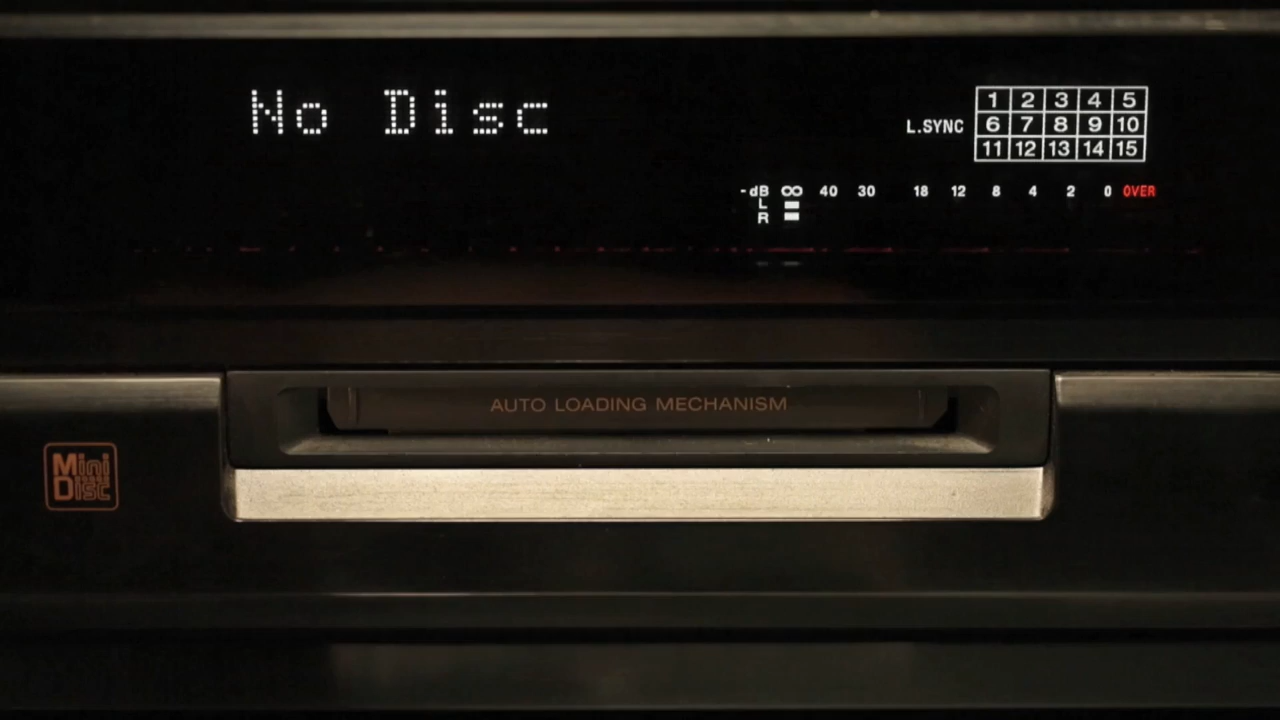 No Disc
1 2 3 4 5
L.SYNC 6 7 8 9 10
11 12 13 14 15
-dB ∞ 40 30 18 12 8 4 2 0 OVER
L
R
AUTO LOADING MECHANISM
Mini
Disc